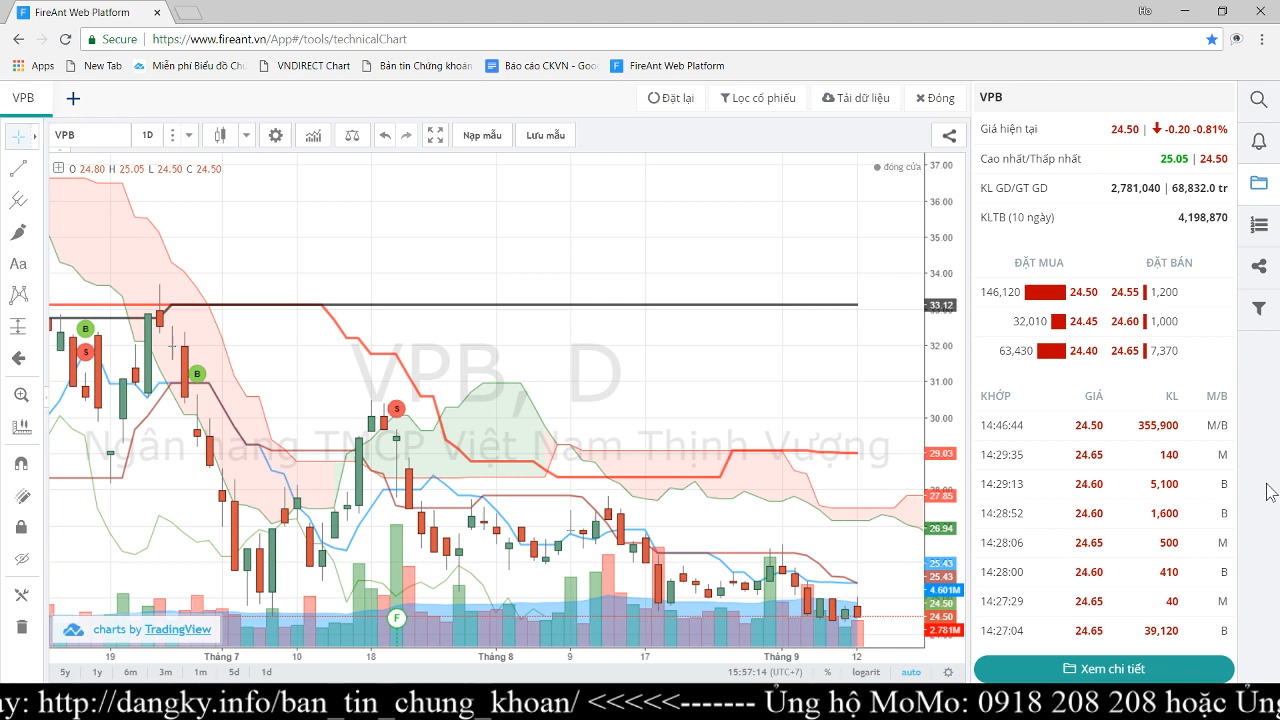 FireAnt Web Platform
Secure https://www.fireant.vn/App#/tools/technicalChart
Apps New Tab Miễn phí Biểu đồ Chứ VNDIRECT Chart Bản tin Chứng khoán Báo cáo CKVN - Goo FireAnt Web Platform
VPB Đặt lại Lọc cổ phiếu Tải dữ liệu Đóng
VPB 1D Nạp mẫu Lưu mẫu
O 24.80 H 25.05 L 24.50 C 24.50
đóng cửa
VPB, D
Ngân hàng TMCP Việt Nam Thịnh Vượng
37.00
36.00
35.00
34.00
33.12
32.00
31.00
30.00
29.03
27.85
26.94
25.43
25.43
4.601M
24.50
24.50
2.781M
B
S
B
S
F
charts by TradingView
19 Tháng 7 10 18 Tháng 8 9 17 Tháng 9 12
5y 1y 6m 3m 1m 5d 1d 15:57:14 (UTC+7) % logarit auto
VPB
Giá hiện tại 24.50 | -0.20 -0.81%
Cao nhất/Thấp nhất 25.05 | 24.50
KL GD/GT GD 2,781,040 | 68,832.0 tr
KLTB (10 ngày) 4,198,870
ĐẶT MUA ĐẶT BÁN
146,120 24.50 24.55 1,200
32,010 24.45 24.60 1,000
63,430 24.40 24.65 7,370
KHỚP GIÁ KL M/B
14:46:44 24.50 355,900 M/B
14:29:35 24.65 140 M
14:29:13 24.60 5,100 B
14:28:52 24.60 1,600 B
14:28:06 24.65 500 M
14:28:00 24.60 410 B
14:27:29 24.65 40 M
14:27:04 24.65 39,120 B
Xem chi tiết
ay: http://dangky.info/ban_tin_chung_khoan/ <<<<<------- Ủng hộ MoMo: 0918 208 208 hoặc Ủng